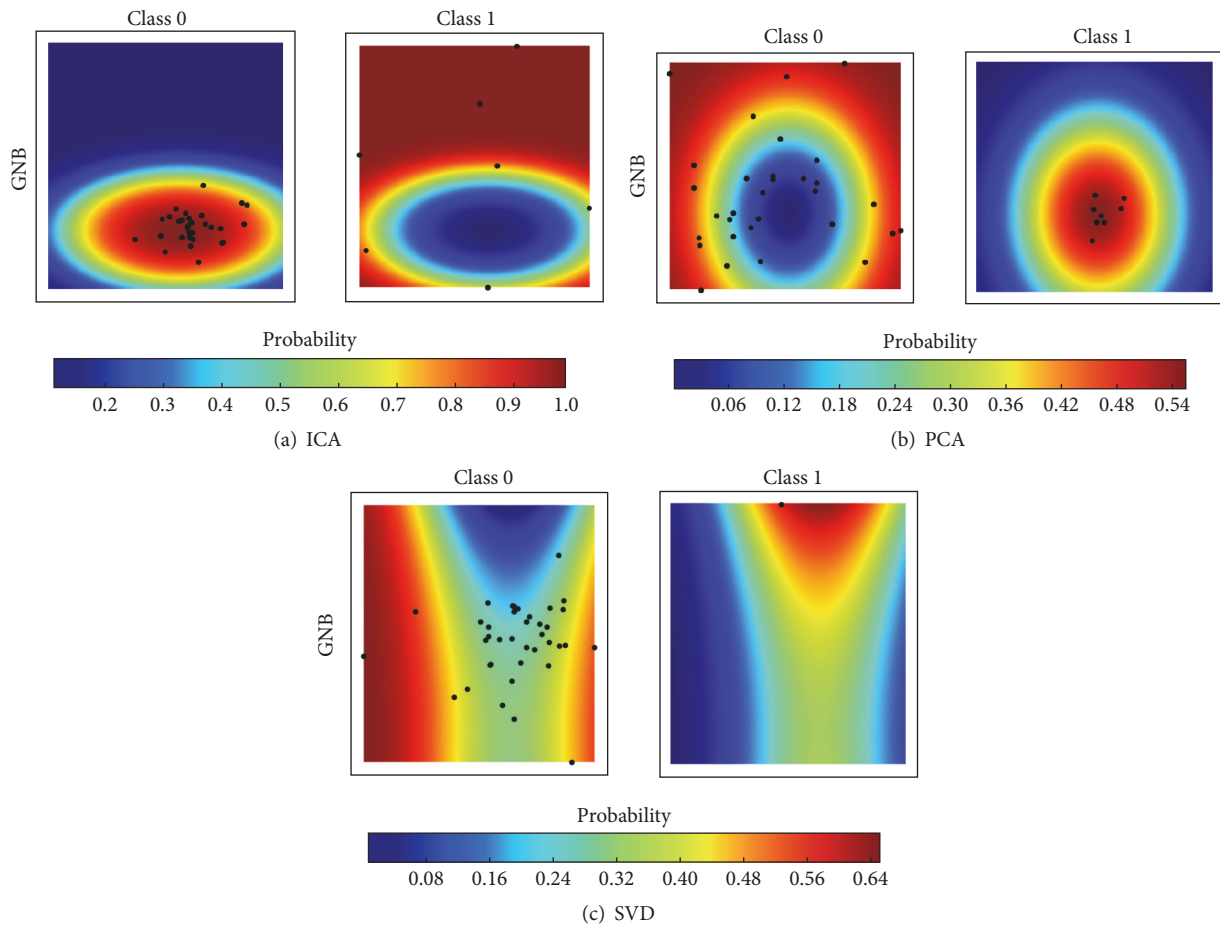 Class 0
Class 1
GNB
Probability
0.2 0.3 0.4 0.5 0.6 0.7 0.8 0.9 1.0
(a) ICA
Class 0
Class 1
GNB
Probability
0.06 0.12 0.18 0.24 0.30 0.36 0.42 0.48 0.54
(b) PCA
Class 0
Class 1
GNB
Probability
0.08 0.16 0.24 0.32 0.40 0.48 0.56 0.64
(c) SVD